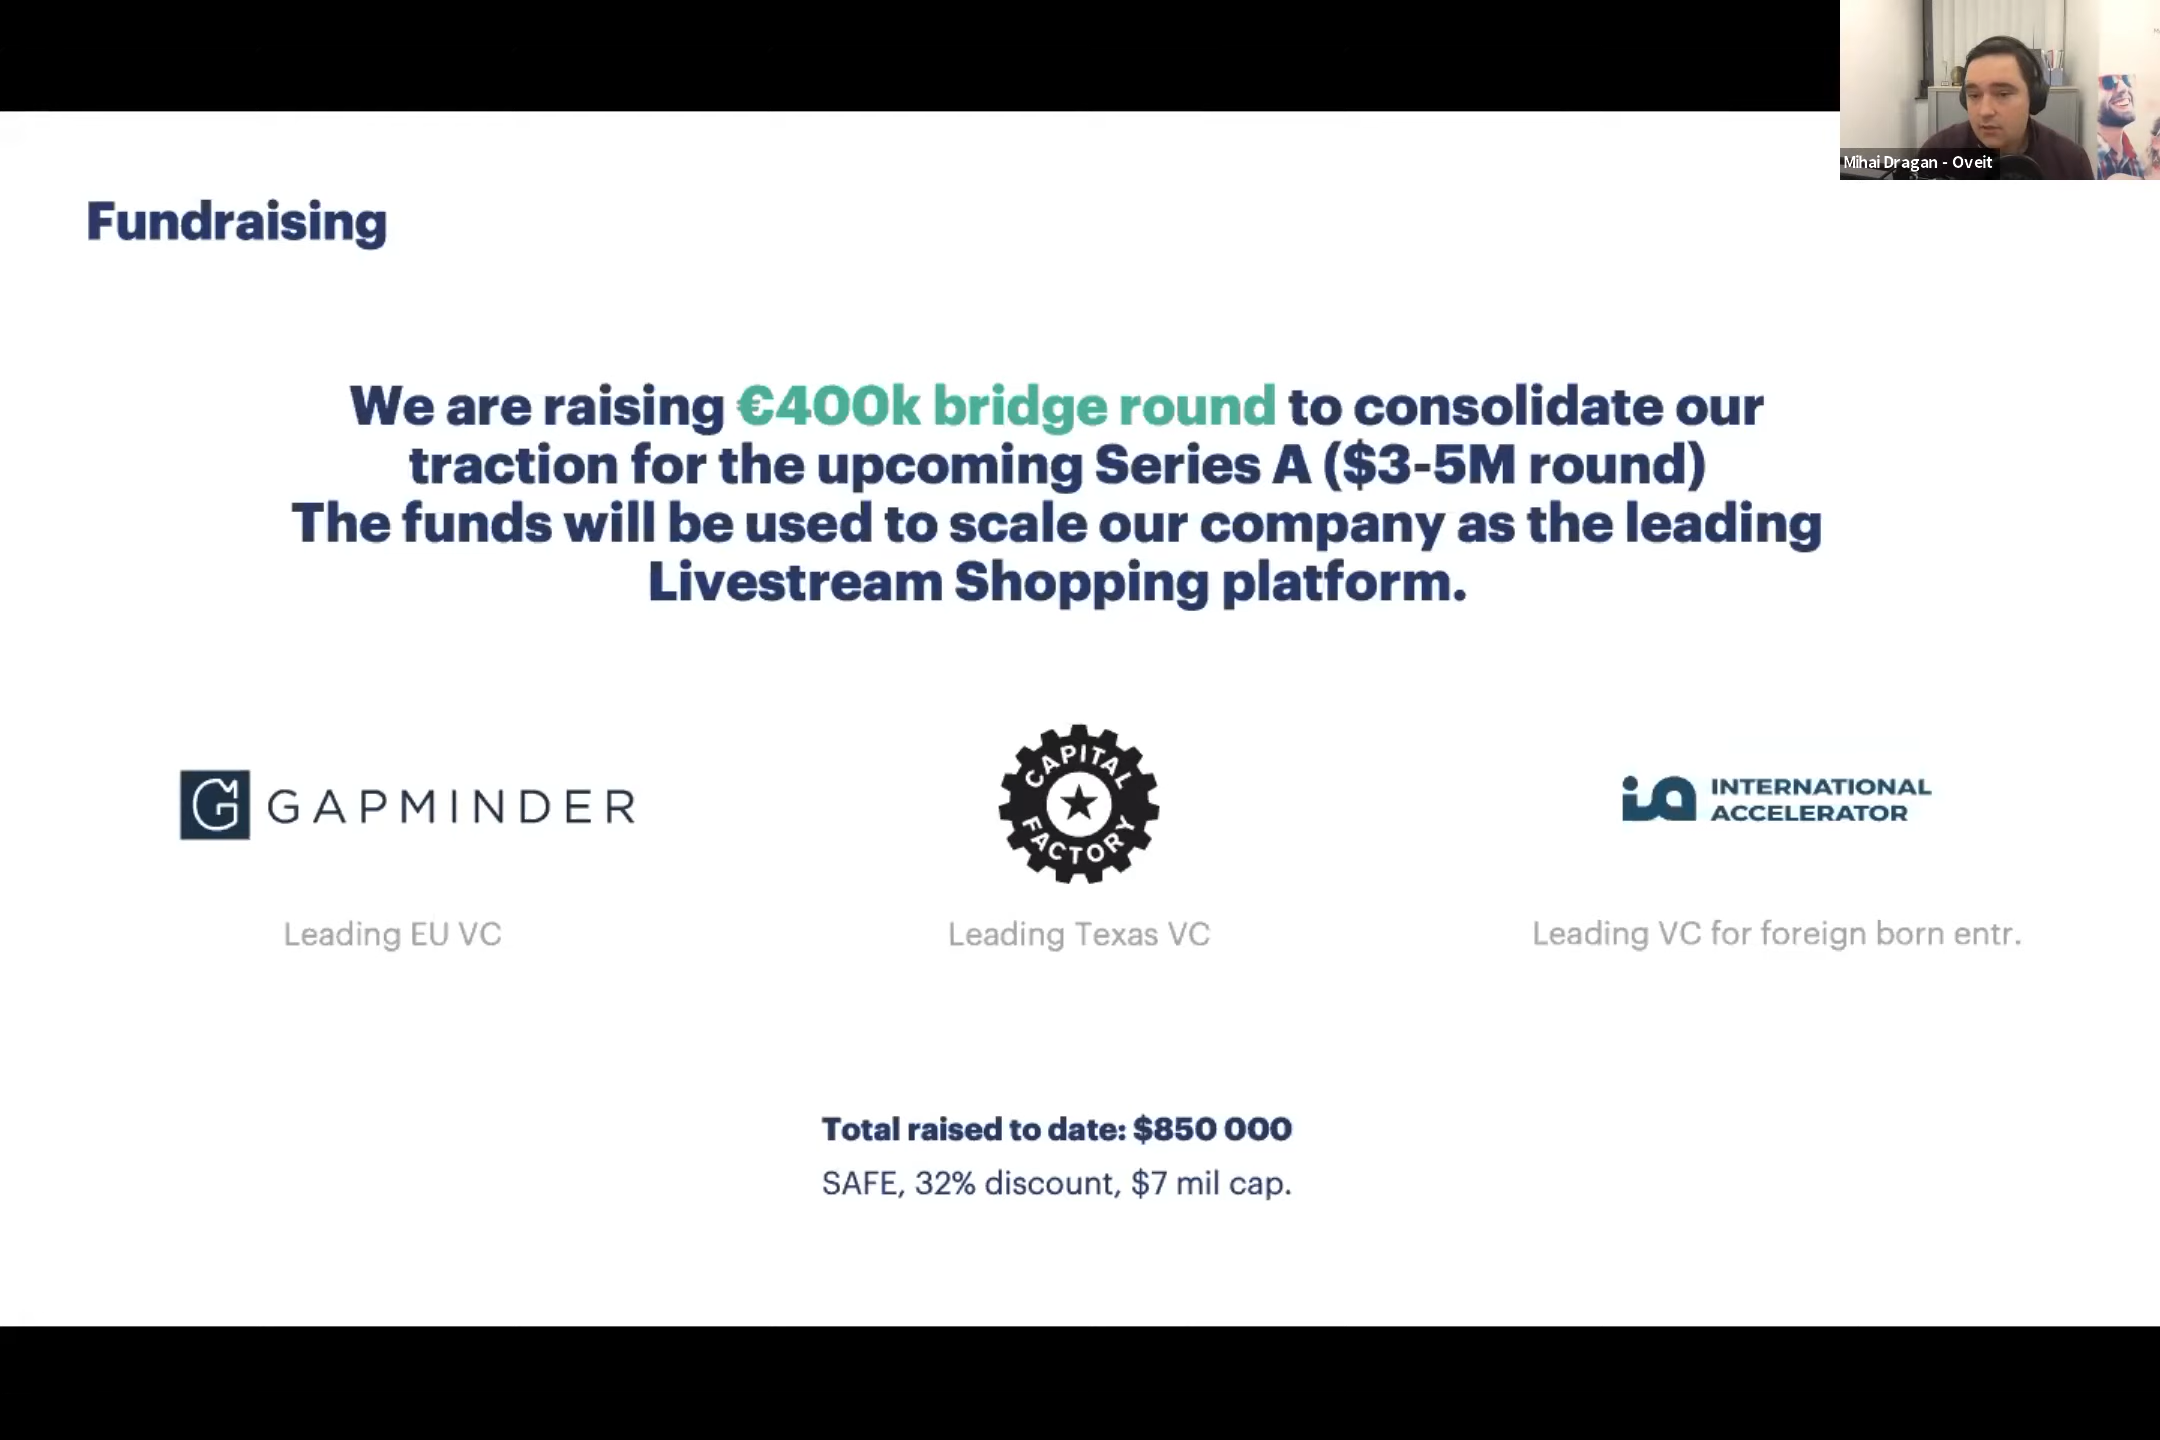 Mihai Dragan - Oveit
Fundraising
We are raising €400k bridge round to consolidate our
traction for the upcoming Series A ($3-5M round)
The funds will be used to scale our company as the leading
Livestream Shopping platform.
GAPMINDER
CAPITAL
FACTORY
ia INTERNATIONAL
ACCELERATOR
Leading EU VC
Leading Texas VC
Leading VC for foreign born entr.
Total raised to date: $850 000
SAFE, 32% discount, $7 mil cap.